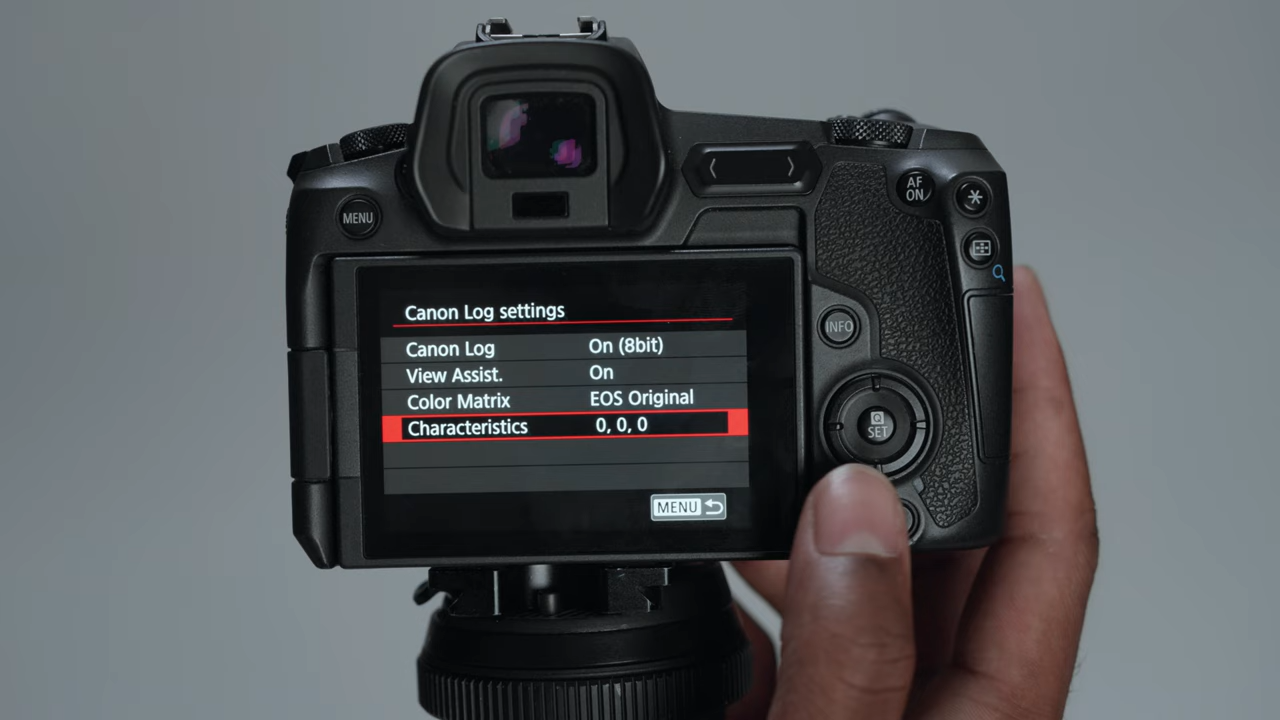 MENU
AF
ON
INFO
Q
SET
Canon Log settings
Canon Log On (8bit)
View Assist. On
Color Matrix EOS Original
Characteristics 0, 0, 0
MENU